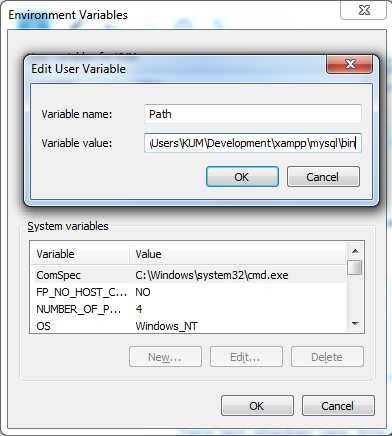 Environment Variables
Edit User Variable
Variable name:
Path
Variable value:
\Users\KUM\Development\xampp\mysql\bin
OK
Cancel
System variables
Variable
Value
ComSpec
C:\Windows\system32\cmd.exe
FP_NO_HOST_C...
NO
NUMBER_OF_P...
4
OS
Windows_NT
New...
Edit...
Delete
OK
Cancel